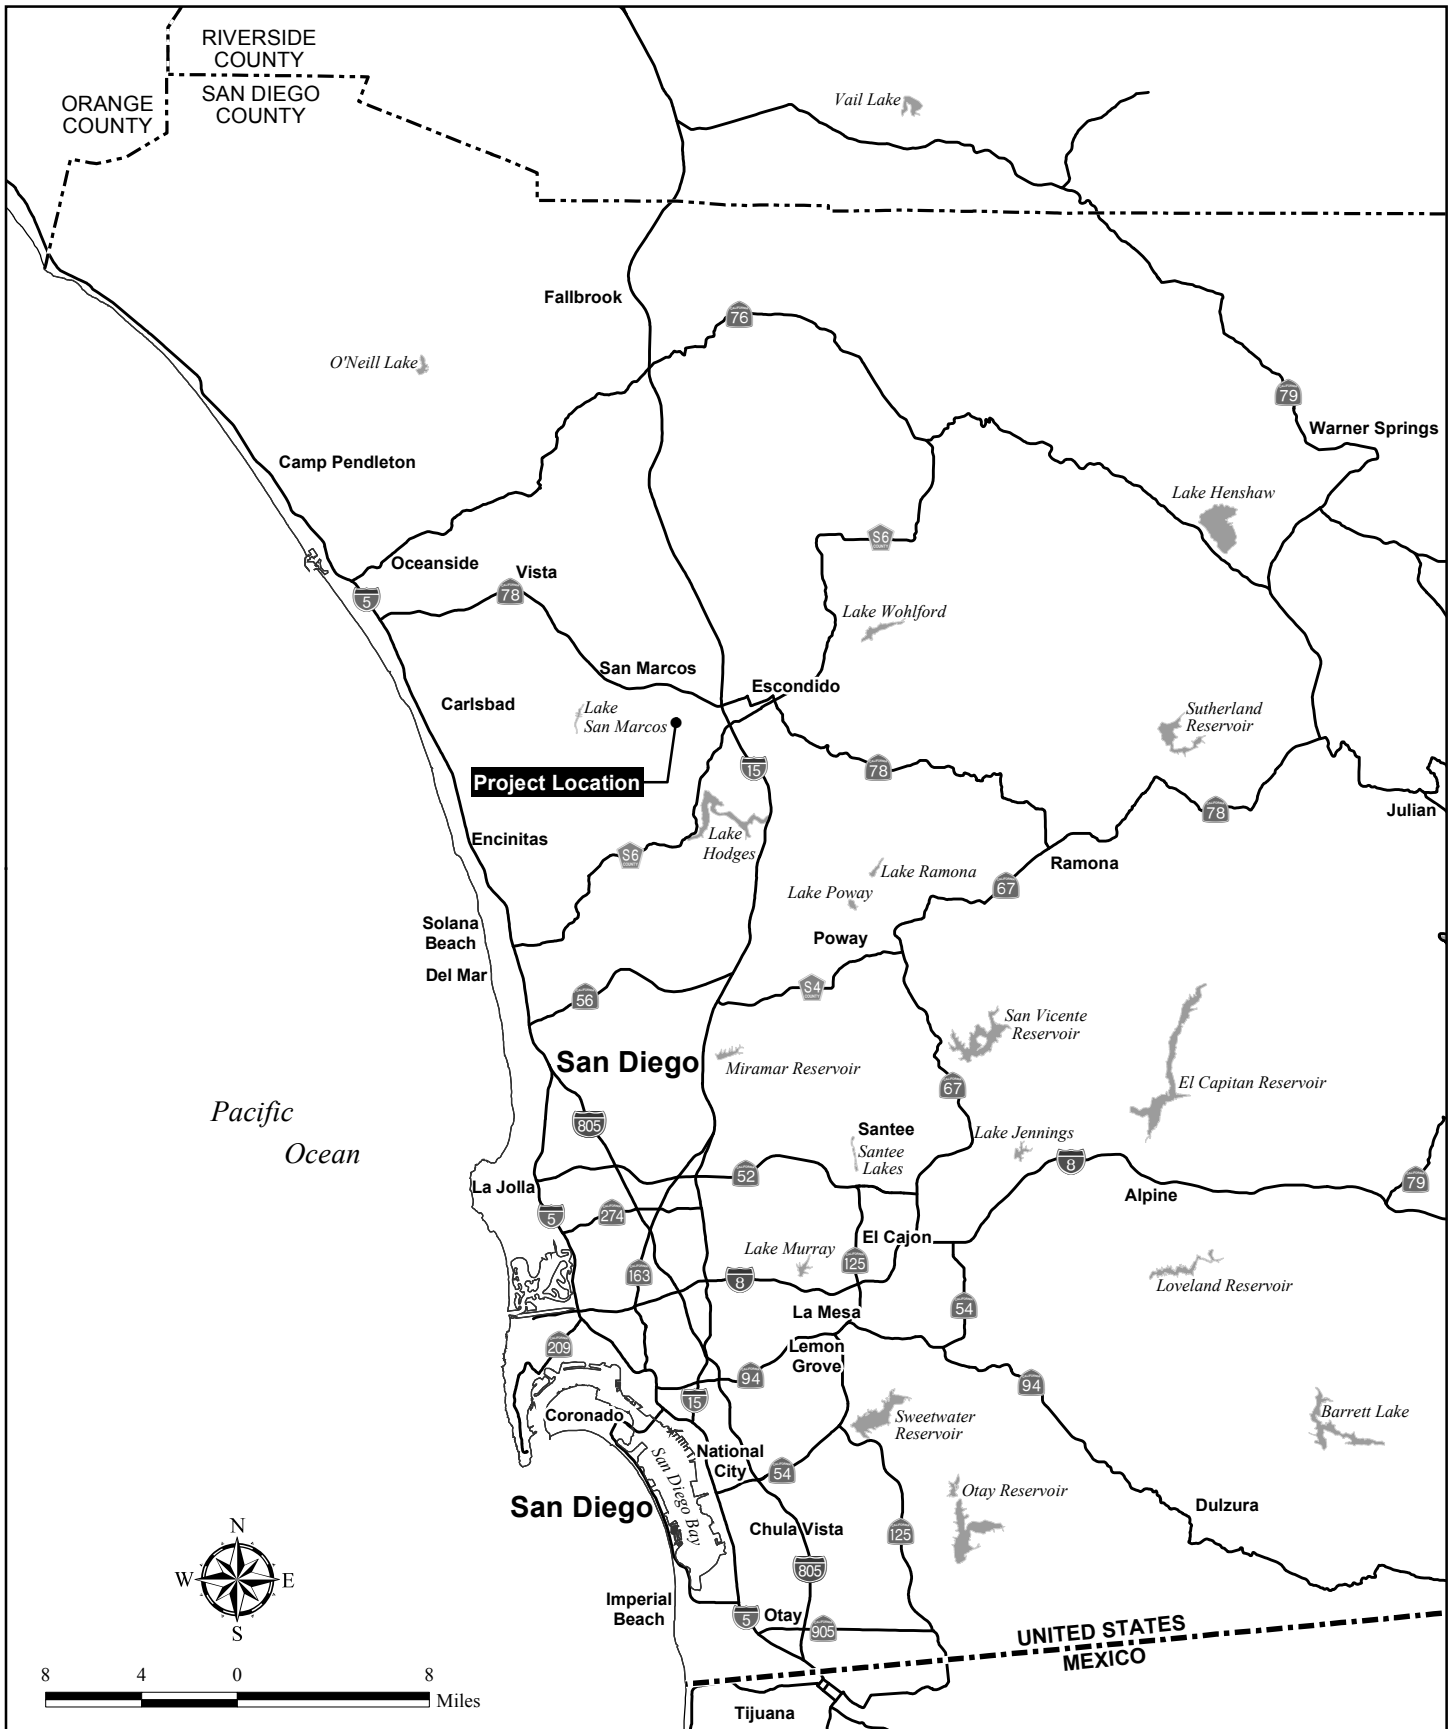 RIVERSIDE
COUNTY
ORANGE
COUNTY
SAN DIEGO
COUNTY
Vail Lake
Fallbrook
76
O'Neill Lake
79
Warner Springs
Camp Pendleton
Lake Henshaw
S6
COUNTY
Oceanside
Vista
78
5
Lake Wohlford
San Marcos
Escondido
Carlsbad
Lake
San Marcos
Sutherland
Reservoir
Project Location
15
78
78
Julian
Encinitas
Lake
Hodges
S6
COUNTY
Ramona
Lake Ramona
67
Lake Poway
Solana
Beach
Poway
Del Mar
56
S4
COUNTY
San Vicente
Reservoir
San Diego
Miramar Reservoir
67
El Capitan Reservoir
Pacific
Ocean
805
Santee
Santee
Lakes
Lake Jennings
8
52
La Jolla
79
Alpine
5
274
El Cajon
Lake Murray
125
163
8
Loveland Reservoir
La Mesa
54
209
Lemon
Grove
94
94
15
Coronado
Sweetwater
Reservoir
Barrett Lake
National
City
San Diego Bay
54
Otay Reservoir
San Diego
Dulzura
Chula Vista
125
805
N
W
E
S
Imperial
Beach
5
Otay
905
UNITED STATES
MEXICO
8
4
0
8
Miles
Tijuana